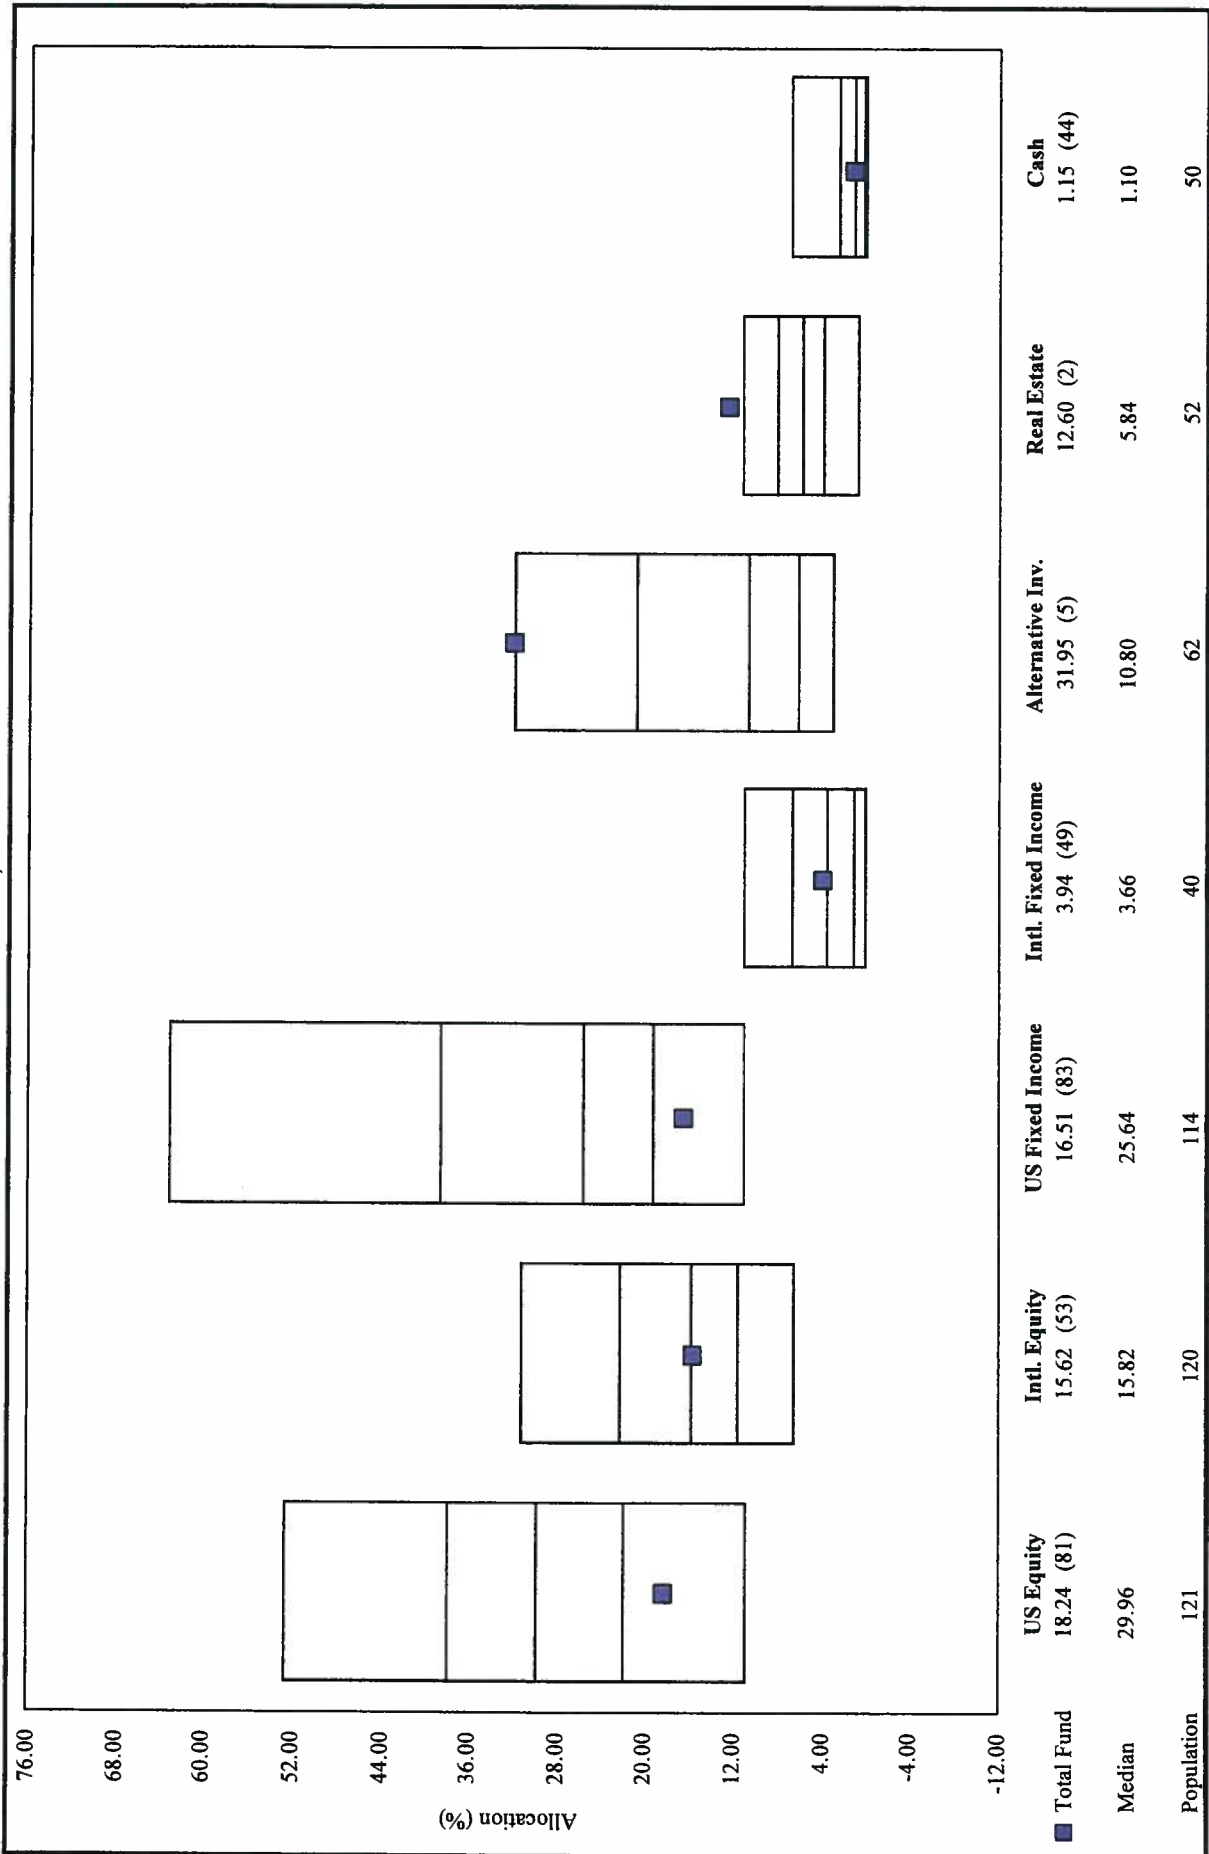 76.00
68.00
60.00
52.00
44.00
36.00
28.00
20.00
12.00
4.00
-4.00
-12.00
Allocation (%)
US Equity Intl. Equity US Fixed Income Intl. Fixed Income Alternative Inv. Real Estate Cash
Total Fund 18.24 (81) 15.62 (53) 16.51 (83) 3.94 (49) 31.95 (5) 12.60 (2) 1.15 (44)
Median 29.96 15.82 25.64 3.66 10.80 5.84 1.10
Population 121 120 114 40 62 52 50